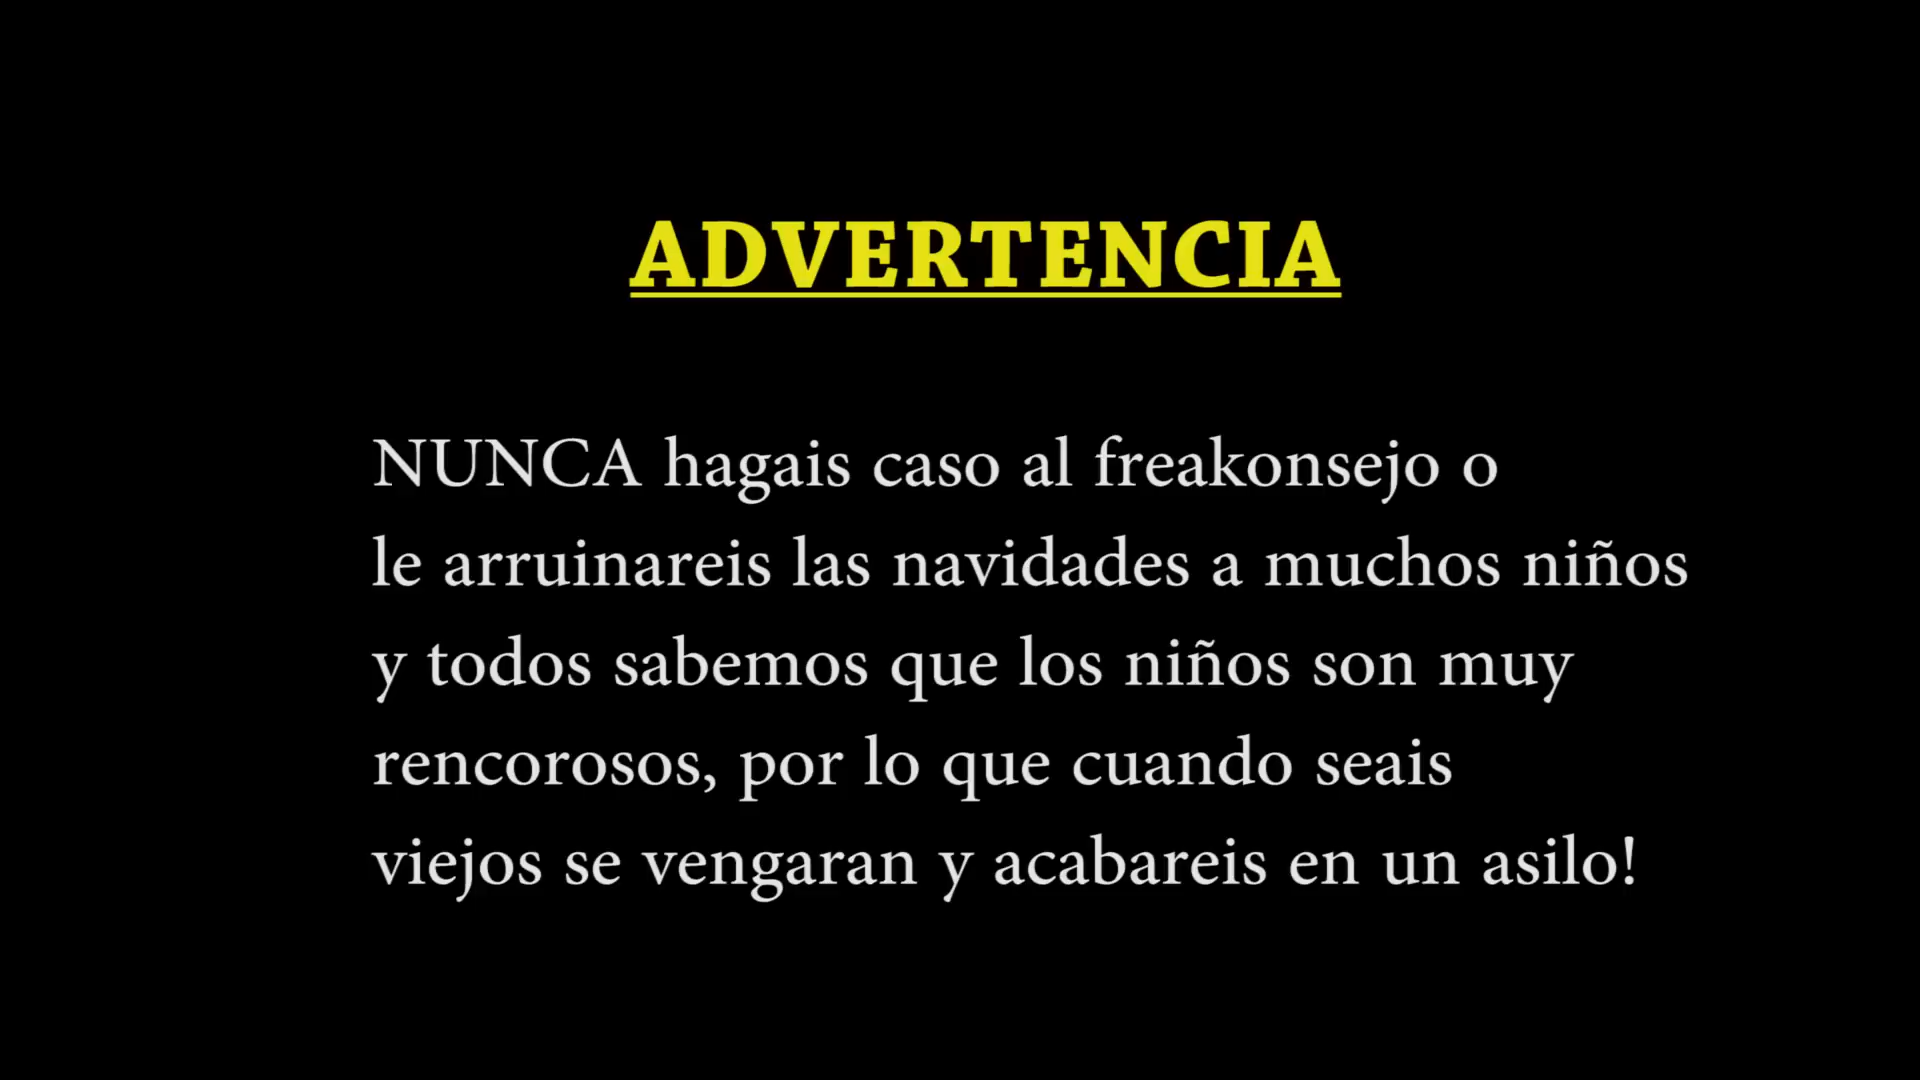 ADVERTENCIA
NUNCA hagais caso al freakonsejo o
le arruinareis las navidades a muchos niños
y todos sabemos que los niños son muy
rencorosos, por lo que cuando seais
viejos se vengaran y acabareis en un asilo!